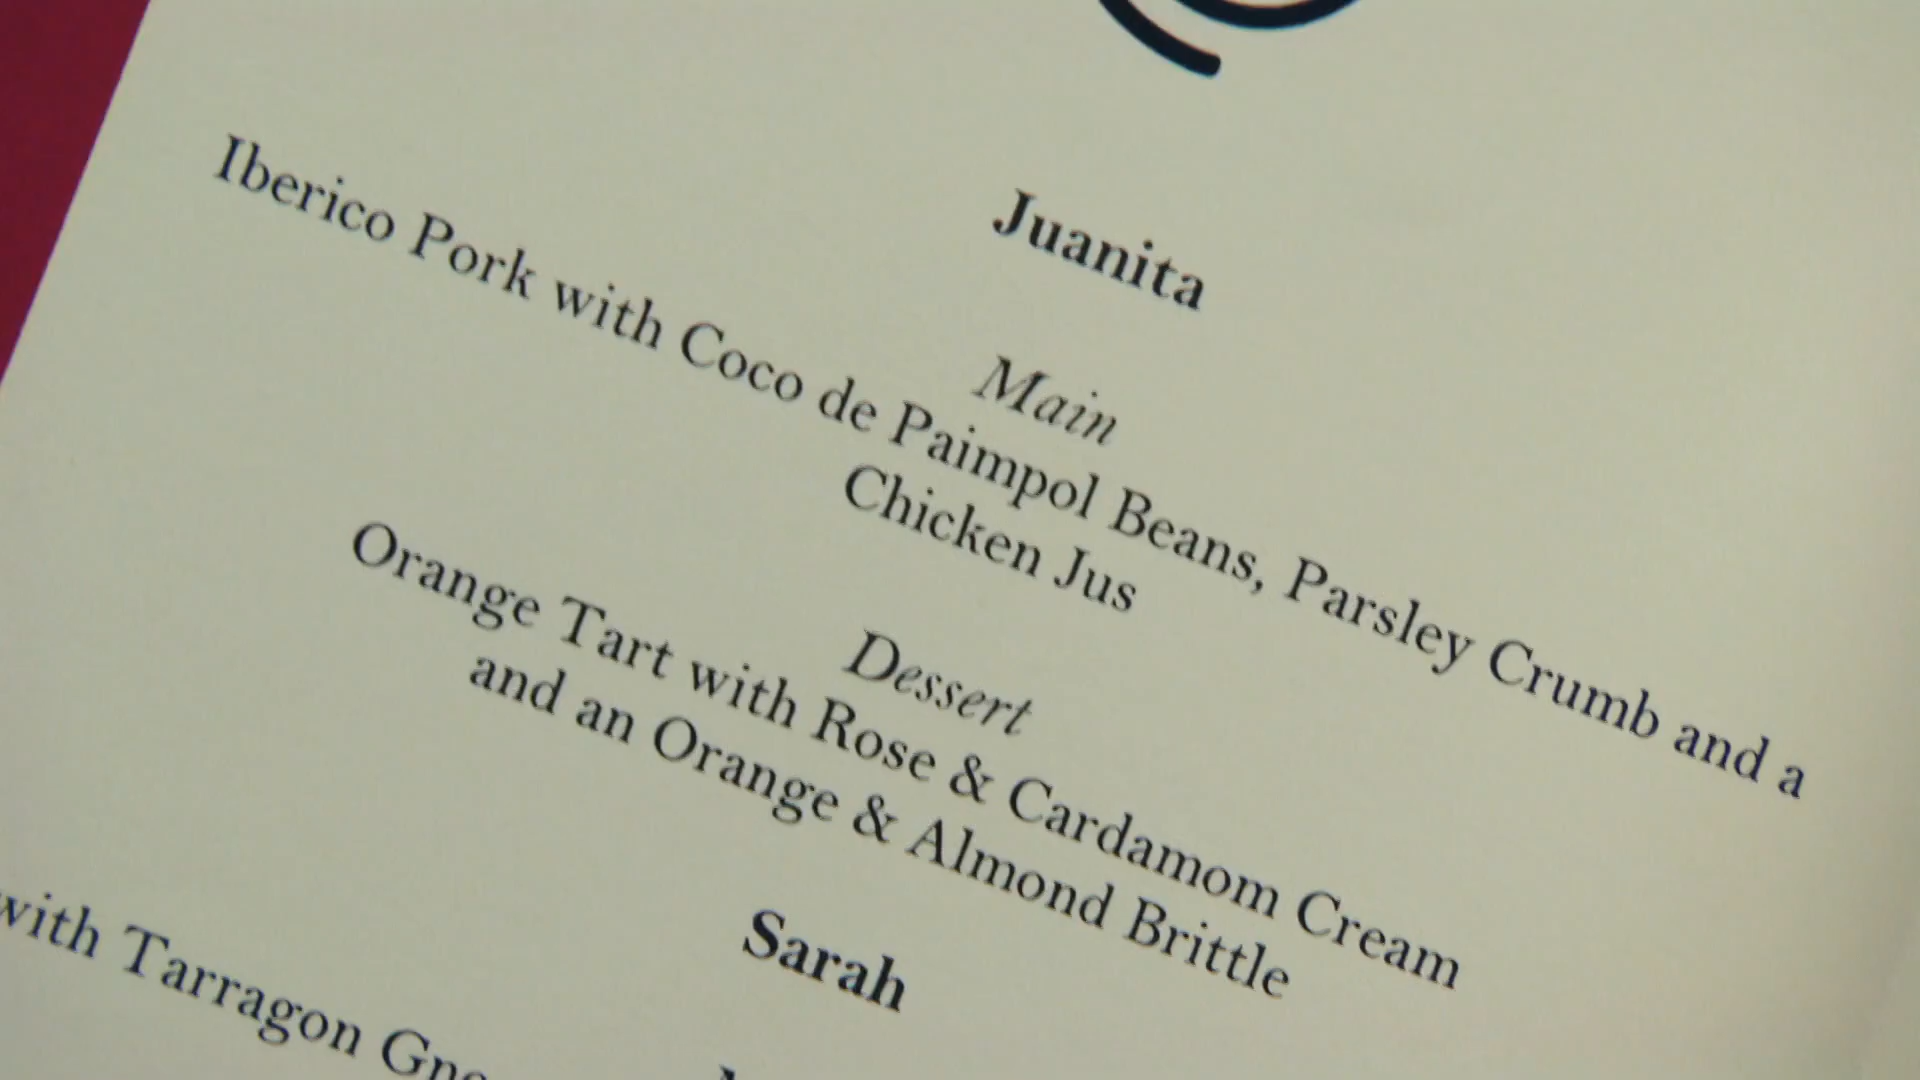 Juanita
Main
Iberico Pork with Coco de Paimpol Beans, Parsley Crumb and a
Chicken Jus
Dessert
Orange Tart with Rose & Cardamom Cream
and an Orange & Almond Brittle
Sarah
with Tarragon